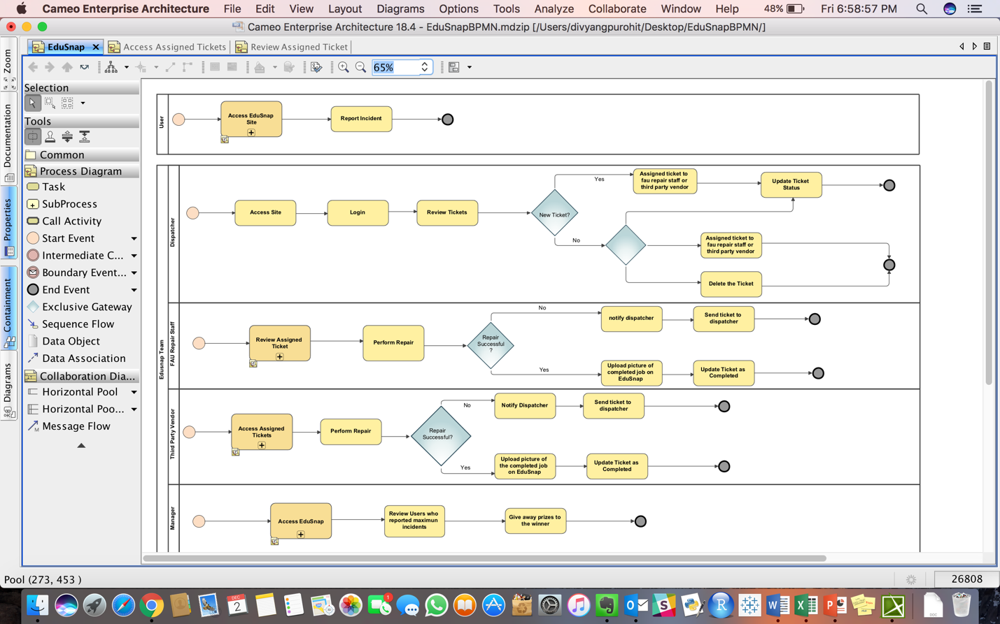 Cameo Enterprise Architecture File Edit View Layout Diagrams Options Tools Analyze Collaborate Window Help 48% Fri 6:58:57 PM
Cameo Enterprise Architecture 18.4 - EduSnapBPMN.mdzip [/Users/divyangpurohit/Desktop/EduSnapBPMN/]
EduSnap Access Assigned Tickets Review Assigned Ticket
65%
Zoom
Documentation
Properties
Containment
Diagrams
Selection
Tools
Common
Process Diagram
Task
SubProcess
Call Activity
Start Event
Intermediate C...
Boundary Event...
End Event
Exclusive Gateway
Sequence Flow
Data Object
Data Association
Collaboration Dia...
Horizontal Pool
Horizontal Poo...
Message Flow
User
Access EduSnap
Site
Report Incident
Edusnap Team
Dispatcher
Access Site
Login
Review Tickets
New Ticket?
Yes
Assigned ticket to
fau repair staff or
third party vendor
Update Ticket
Status
No
Assigned ticket to
fau repair staff or
third party vendor
Delete the Ticket
FAU Repair Staff
Review Assigned
Ticket
Perform Repair
Repair
Successful
?
No
notify dispatcher
Send ticket to
dispatcher
Yes
Upload picture of
completed job on
EduSnap
Update Ticket as
Completed
Third Party Vendor
Access Assigned
Tickets
Perform Repair
Repair
Successful?
No
Notify Dispatcher
Send ticket to
dispatcher
Yes
Upload picture of
the completed job
on EduSnap
Update Ticket as
Completed
Manager
Access EduSnap
Review Users who
reported maximun
incidents
Give away prizes to
the winner
Pool (273, 453 )
26808
DEC
2
1
DOC